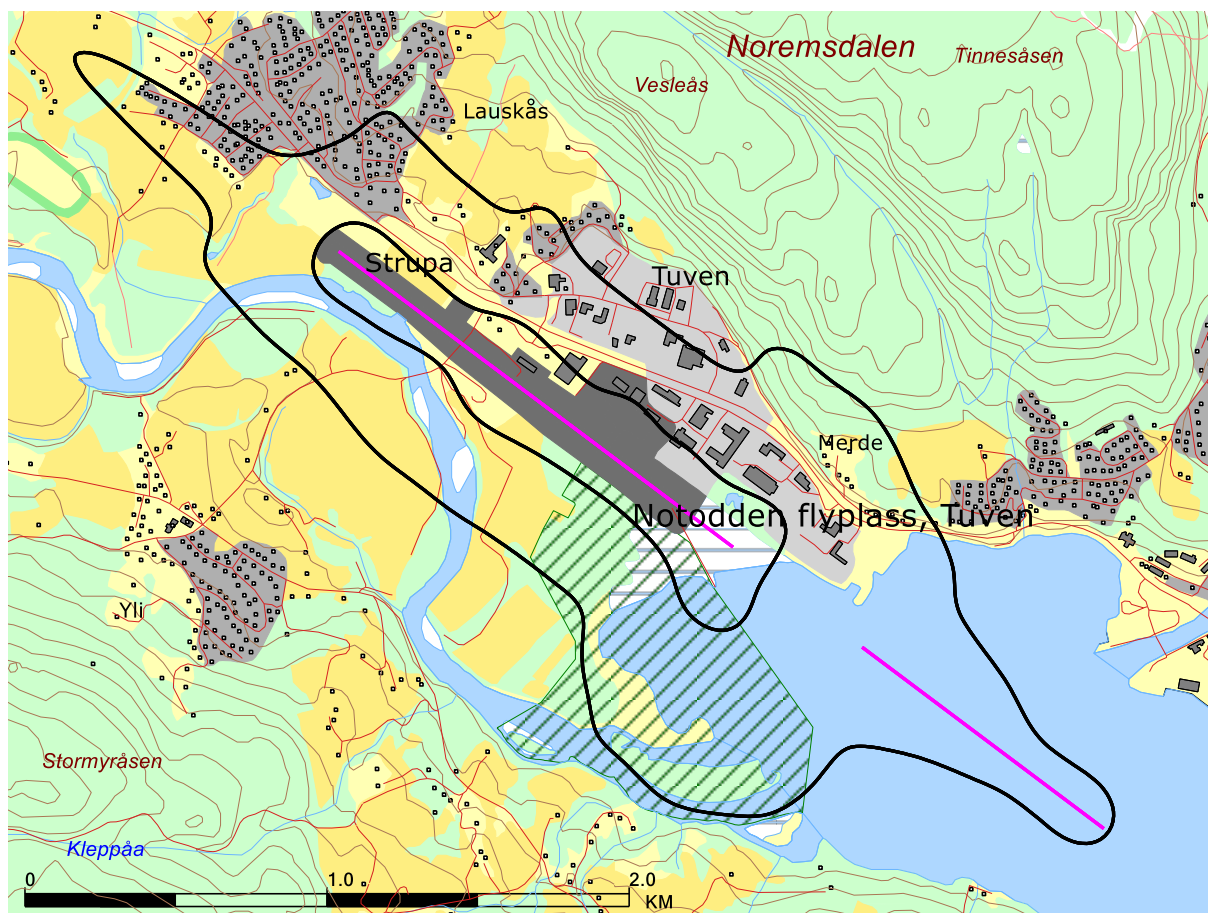 Noremsdalen
Tinnesåsen
Vesleås
Lauskås
Strupa
Tuven
Merde
Notodden flyplass, Tuven
Yli
Stormyråsen
Kleppåa
0 1.0 2.0
KM